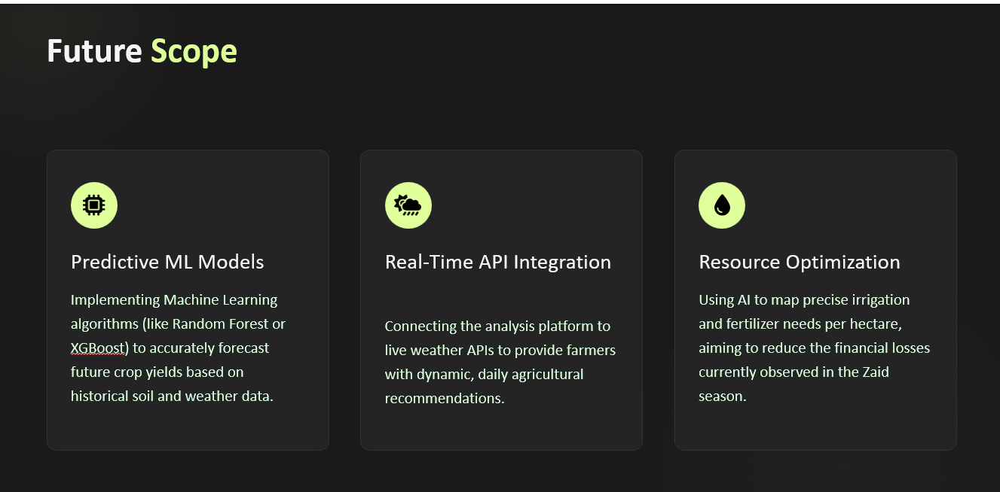 Future Scope
Predictive ML Models
Implementing Machine Learning
algorithms (like Random Forest or
XGBoost) to accurately forecast
future crop yields based on
historical soil and weather data.
Real-Time API Integration
Connecting the analysis platform to
live weather APIs to provide farmers
with dynamic, daily agricultural
recommendations.
Resource Optimization
Using AI to map precise irrigation
and fertilizer needs per hectare,
aiming to reduce the financial losses
currently observed in the Zaid
season.